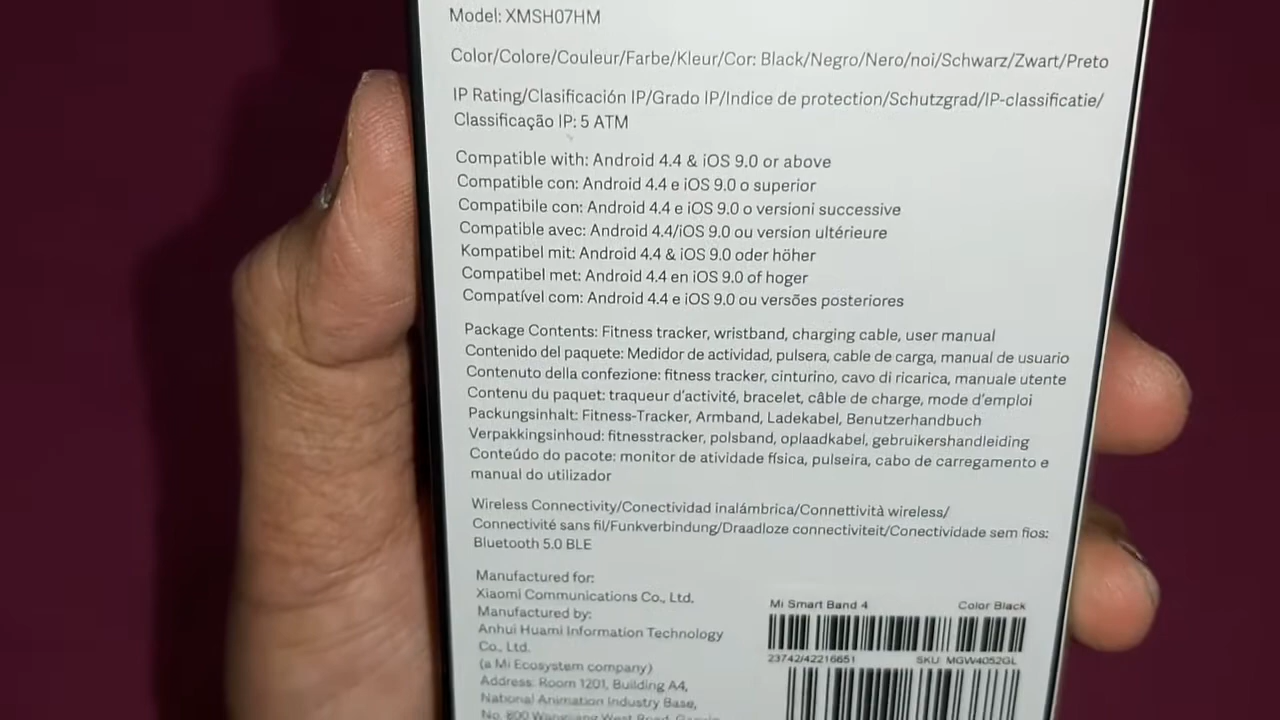 Model: XMSH07HM
Color/Colore/Couleur/Farbe/Kleur/Cor: Black/Negro/Nero/noi/Schwarz/Zwart/Preto
IP Rating/Clasificación IP/Grado IP/Indice de protection/Schutzgrad/IP-classificatie/
Classificação IP: 5 ATM
Compatible with: Android 4.4 & iOS 9.0 or above
Compatible con: Android 4.4 e iOS 9.0 o superior
Compatibile con: Android 4.4 e iOS 9.0 o versioni successive
Compatible avec: Android 4.4/iOS 9.0 ou version ultérieure
Kompatibel mit: Android 4.4 & iOS 9.0 oder höher
Compatibel met: Android 4.4 en iOS 9.0 of hoger
Compatível com: Android 4.4 e iOS 9.0 ou versões posteriores
Package Contents: Fitness tracker, wristband, charging cable, user manual
Contenido del paquete: Medidor de actividad, pulsera, cable de carga, manual de usuario
Contenuto della confezione: fitness tracker, cinturino, cavo di ricarica, manuale utente
Contenu du paquet: traqueur d'activité, bracelet, câble de charge, mode d'emploi
Packungsinhalt: Fitness-Tracker, Armband, Ladekabel, Benutzerhandbuch
Verpakkingsinhoud: fitnesstracker, polsband, oplaadkabel, gebruikershandleiding
Conteúdo do pacote: monitor de atividade física, pulseira, cabo de carregamento e
manual do utilizador
Wireless Connectivity/Conectividad inalámbrica/Connettività wireless/
Connectivité sans fil/Funkverbindung/Draadloze connectiviteit/Conectividade sem fios:
Bluetooth 5.0 BLE
Manufactured for:
Xiaomi Communications Co., Ltd.
Manufactured by:
Anhui Huami Information Technology
Co., Ltd.
(a Mi Ecosystem company)
Address: Room 1201, Building A4,
National Animation Industry Base,
No. 800 Wangjiang West Road,
Mi Smart Band 4 Color Black
23742/42216651 SKU: MGW4052GL